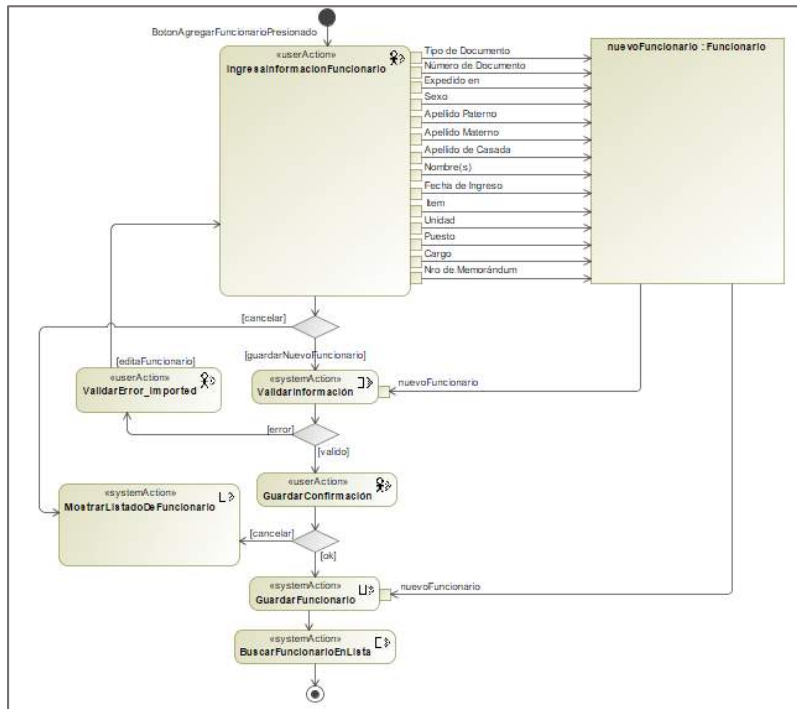 BotonAgregarFuncionarioPresionado
«userAction»
IngresaInformacionFuncionario
Tipo de Documento
Número de Documento
Expedido en
Sexo
Apellido Paterno
Apellido Materno
Apellido de Casada
Nombre(s)
Fecha de Ingreso
Item
Unidad
Puesto
Cargo
Nro de Memorándum
nuevoFuncionario : Funcionario
[cancelar]
[guardarNuevoFuncionario]
[editaFuncionario]
«userAction»
ValidarError_Imported
«systemAction»
ValidarInformación
nuevoFuncionario
[error]
[valido]
«userAction»
GuardarConfirmación
«systemAction»
MostrarListadoDeFuncionario
[cancelar]
[ok]
«systemAction»
GuardarFuncionario
nuevoFuncionario
«systemAction»
BuscarFuncionarioEnLista